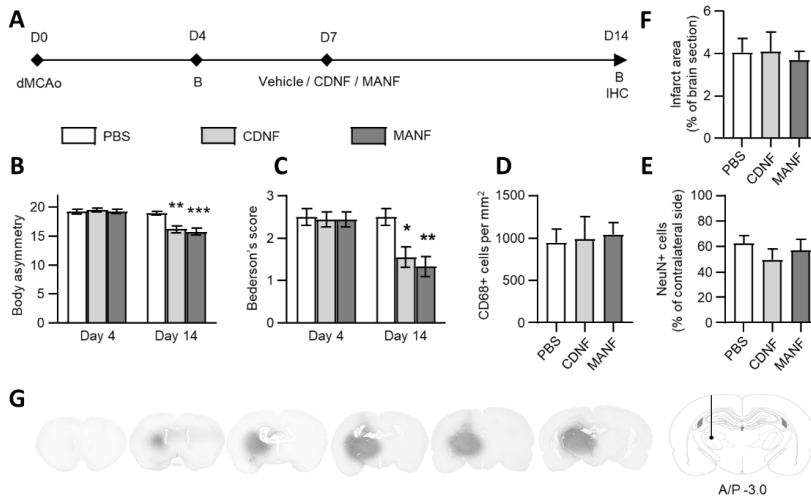 A
D0
D4
D7
D14
dMCAo
B
Vehicle / CDNF / MANF
B
IHC
PBS
CDNF
MANF
B
Body asymmetry
20
15
10
5
0
** ***
Day 4
Day 14
C
Bederson's score
3
2
1
0
* **
Day 4
Day 14
D
CD68+ cells per mm²
1500
1000
500
0
PBS
CDNF
MANF
F
Infarct area
(% of brain section)
6
4
2
0
PBS
CDNF
MANF
E
NeuN+ cells
(% of contralateral side)
100
80
60
40
20
0
PBS
CDNF
MANF
G
A/P -3.0